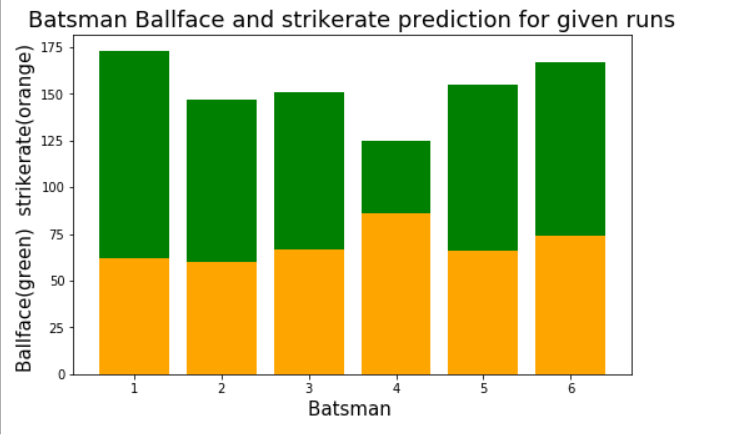 Batsman Ballface and strikerate prediction for given runs
Ballface(green) strikerate(orange)
175
150
125
100
75
50
25
0
1 2 3 4 5 6
Batsman